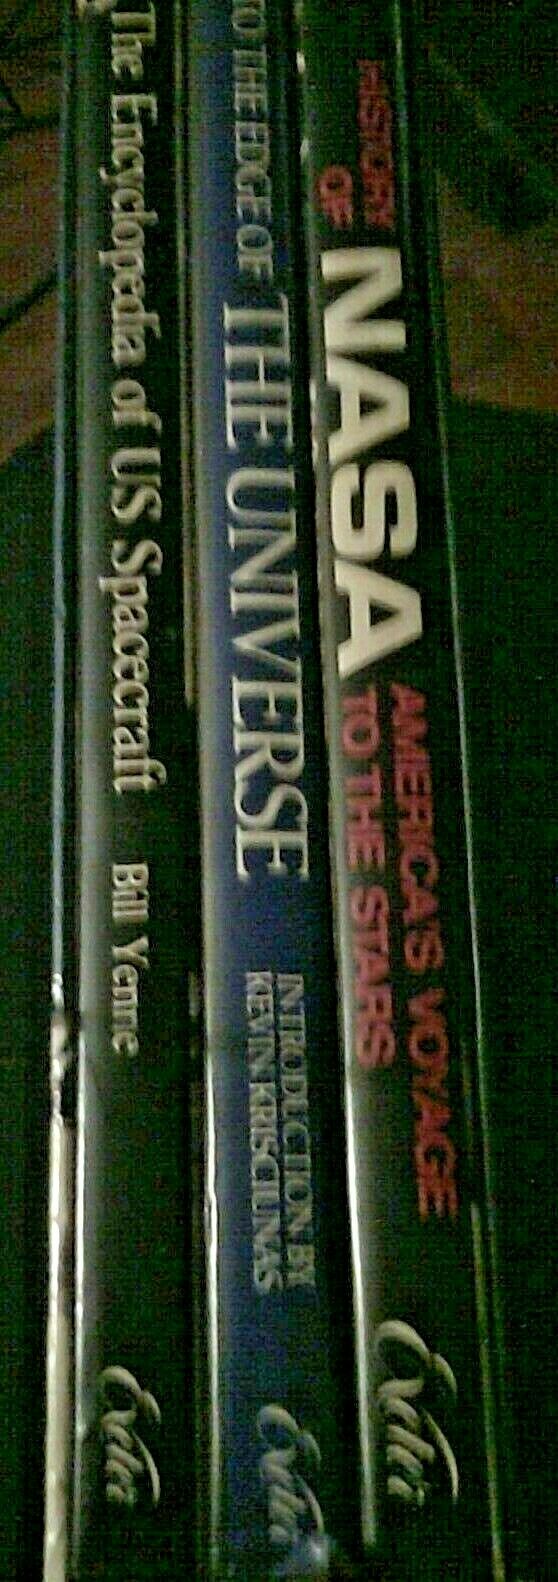 The Encyclopedia of US Spacecraft Bill Yenne
Exeter
TO THE EDGE OF THE UNIVERSE
INTRODUCTION BY
KEVIN KRISCIUNAS
Exeter
HISTORY
OF
NASA
AMERICA'S VOYAGE
TO THE STARS
Exeter